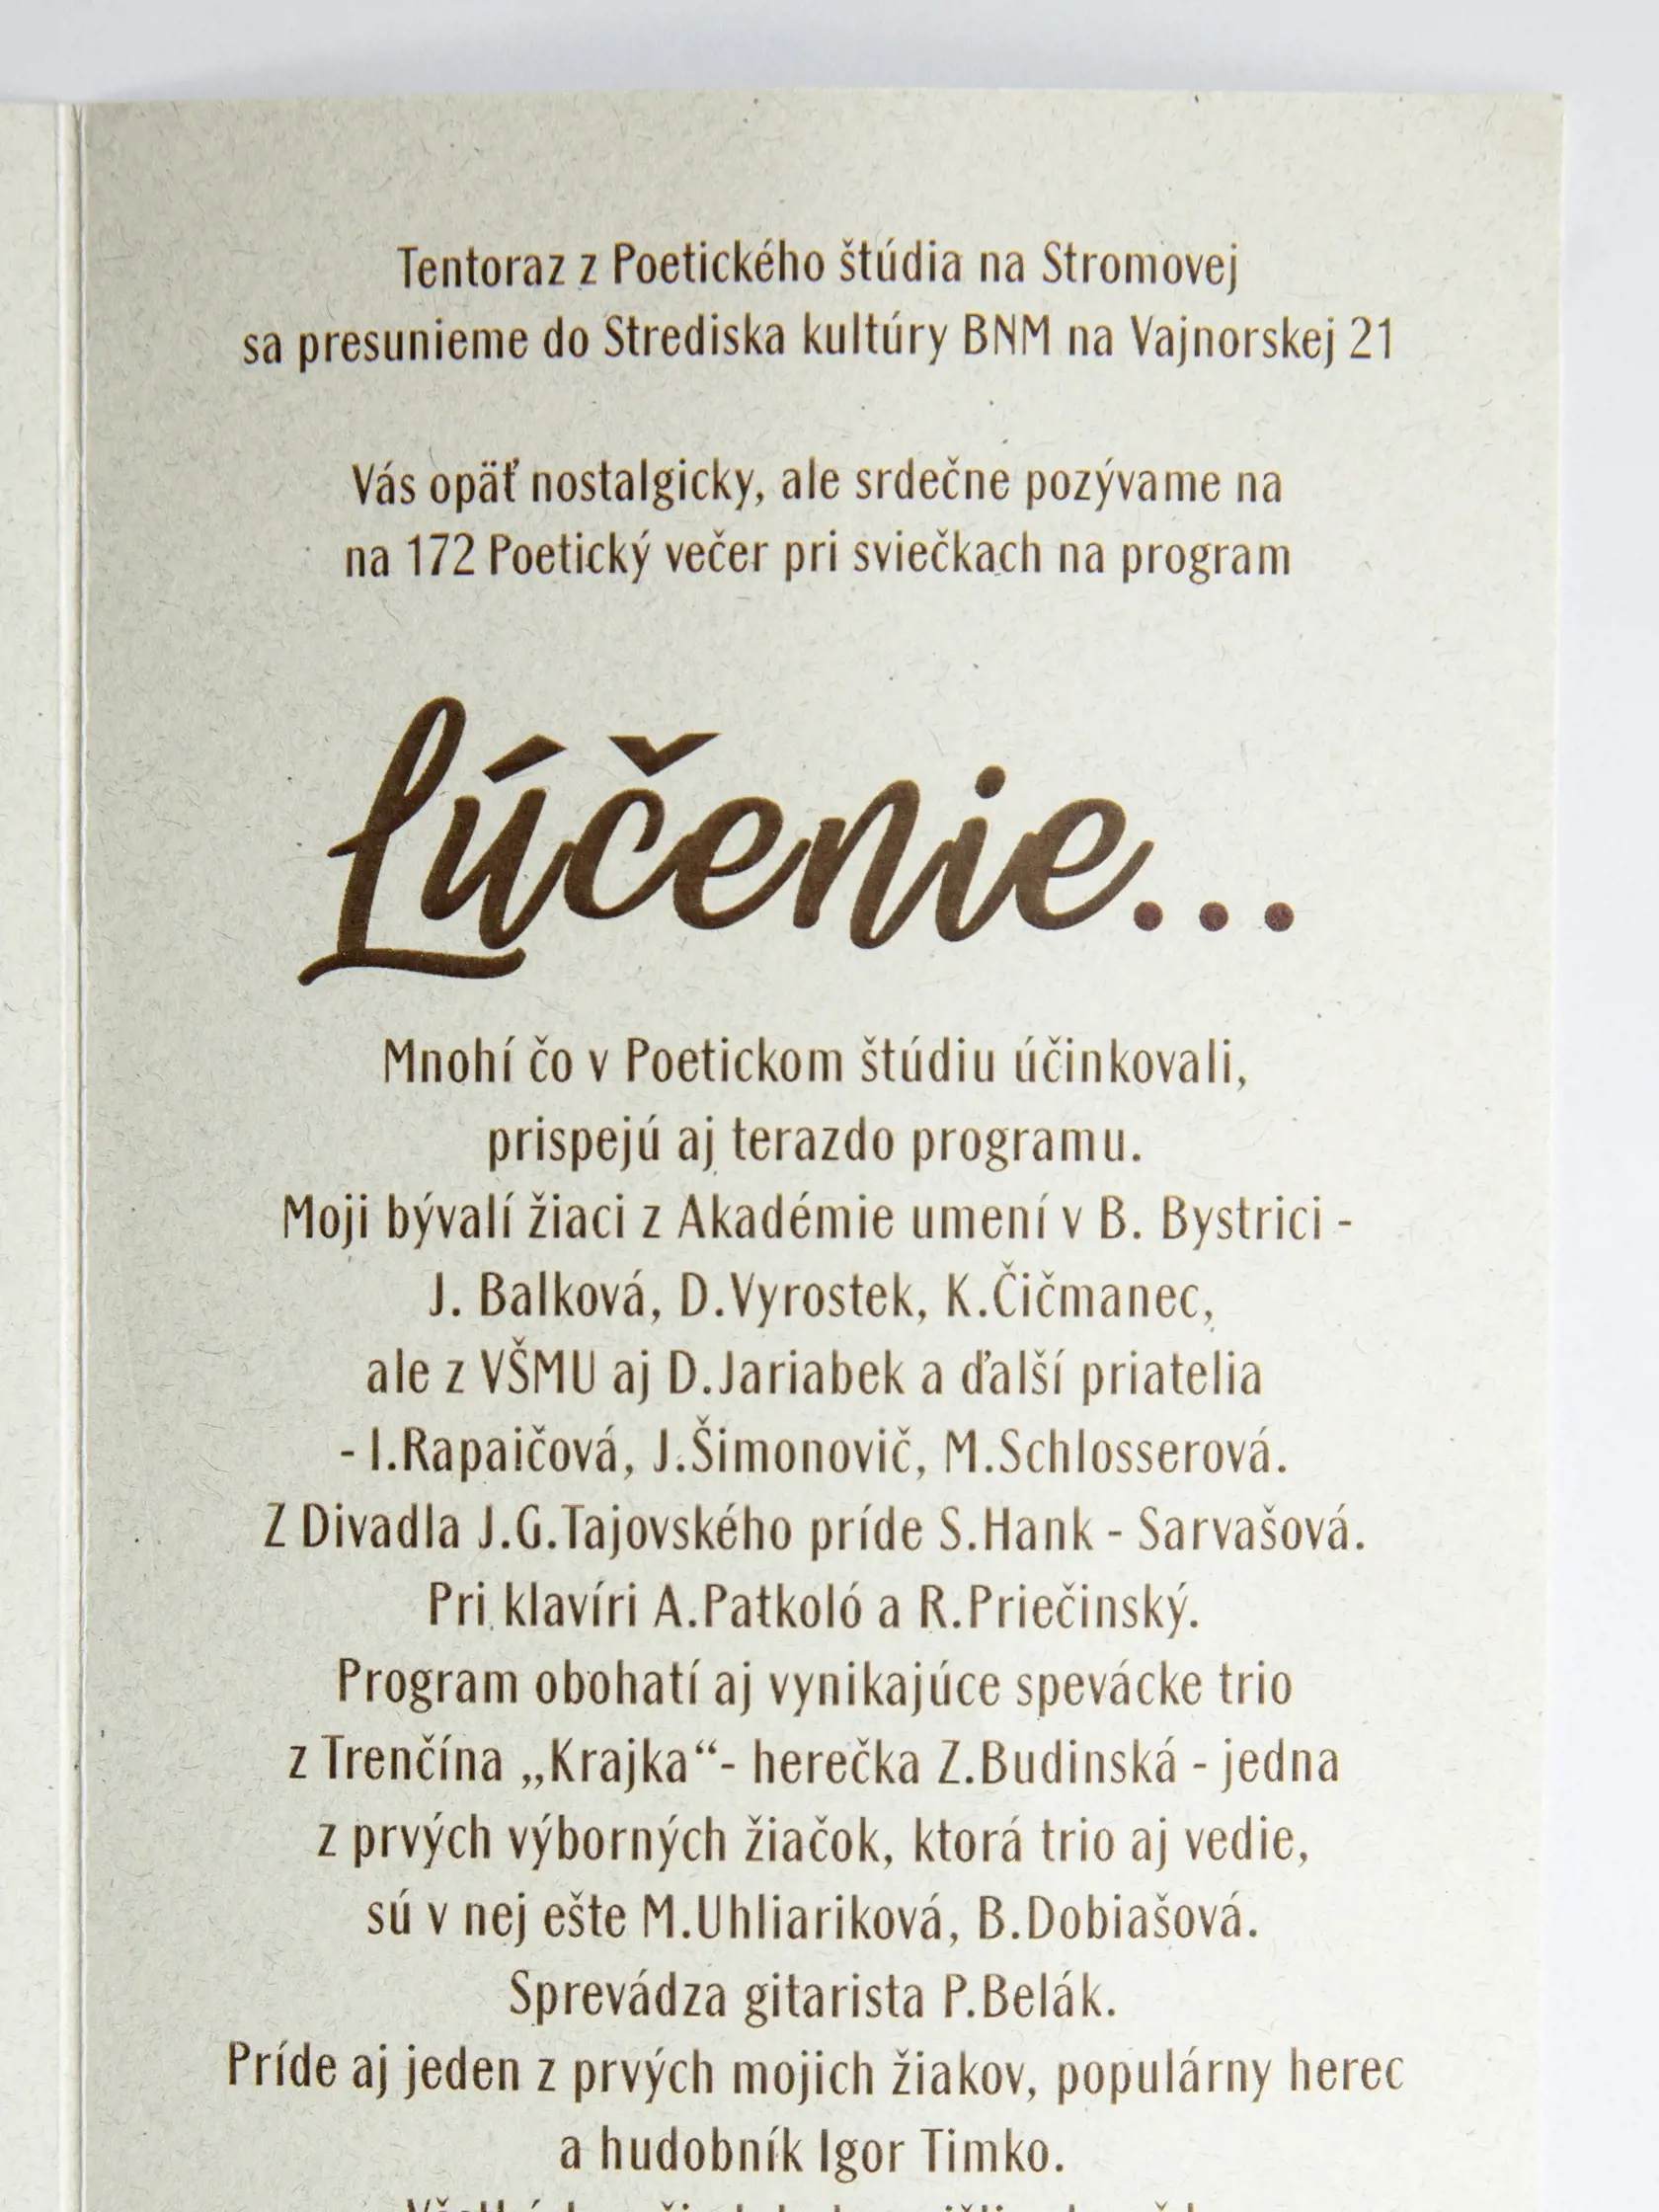 Tentoraz z Poetického štúdia na Stromovej
sa presunieme do Strediska kultúry BNM na Vajnorskej 21
Vás opäť nostalgicky, ale srdečne pozývame na
na 172 Poetický večer pri sviečkach na program
Lúčenie...
Mnohí čo v Poetickom štúdiu účinkovali,
prispejú aj terazdo programu.
Moji bývalí žiaci z Akadémie umení v B. Bystrici -
J. Balková, D.Vyrostek, K.Čičmanec,
ale z VŠMU aj D.Jariabek a ďalší priatelia
- I.Rapaičová, J.Šimonovič, M.Schlosserová.
Z Divadla J.G.Tajovského príde S.Hank - Sarvašová.
Pri klavíri A.Patkoló a R.Priečinský.
Program obohatí aj vynikajúce spevácke trio
z Trenčína „Krajka“- herečka Z.Budinská - jedna
z prvých výborných žiačok, ktorá trio aj vedie,
sú v nej ešte M.Uhliariková, B.Dobiašová.
Sprevádza gitarista P.Belák.
Príde aj jeden z prvých mojich žiakov, populárny herec
a hudobník Igor Timko.